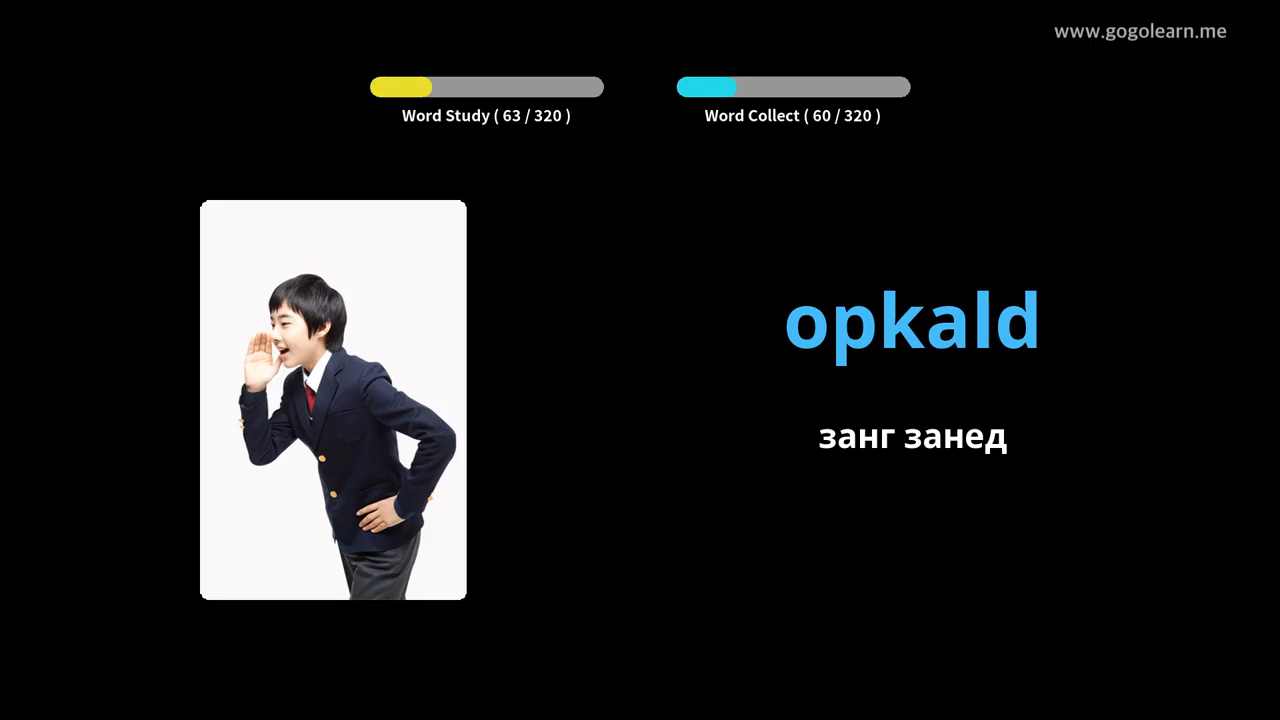 www.gogolearn.me
Word Study ( 63 / 320 )
Word Collect ( 60 / 320 )
opkald
занг занед